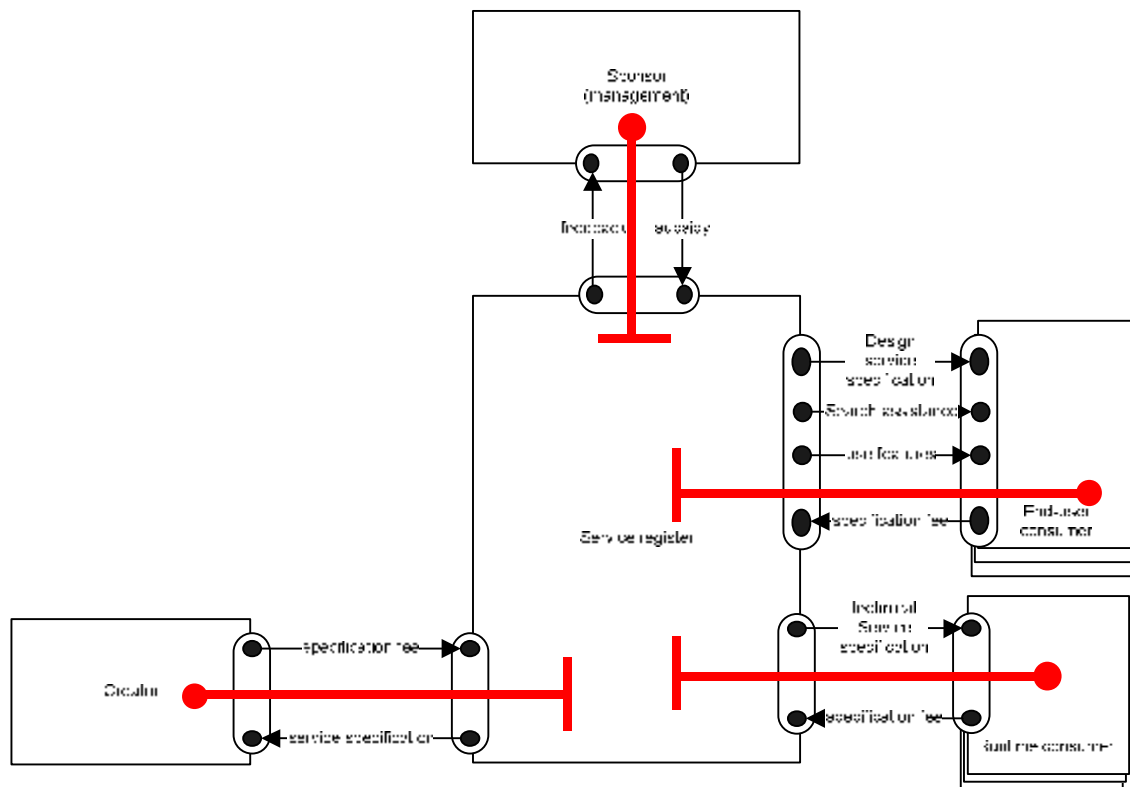 Sponsor
(management)
feedback
subsidy
Design
service
specification
Search assistance
use features
specification fee
End-user
consumer
Service register
Technical
Service
specification
specification fee
Runtime consumer
specification fee
Creator
service specification